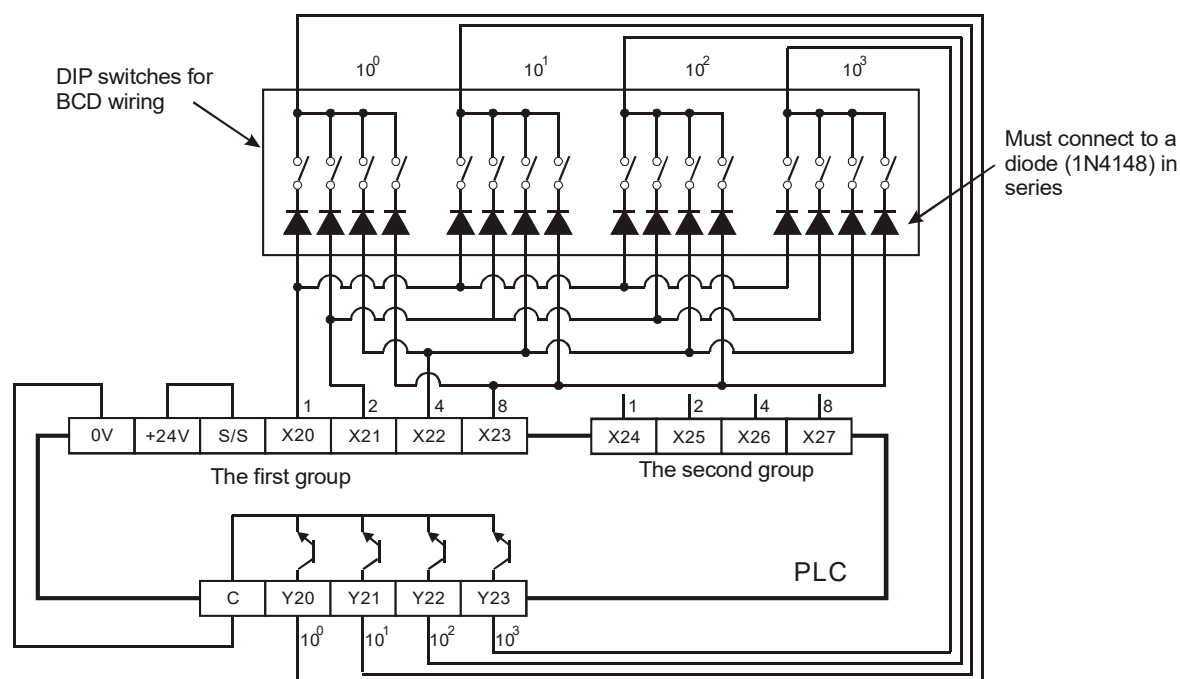 10⁰ 10¹ 10² 10³
DIP switches for
BCD wiring
Must connect to a
diode (1N4148) in
series
1 2 4 8 1 2 4 8
0V +24V S/S X20 X21 X22 X23 X24 X25 X26 X27
The first group
The second group
PLC
C Y20 Y21 Y22 Y23
10⁰ 10¹ 10² 10³